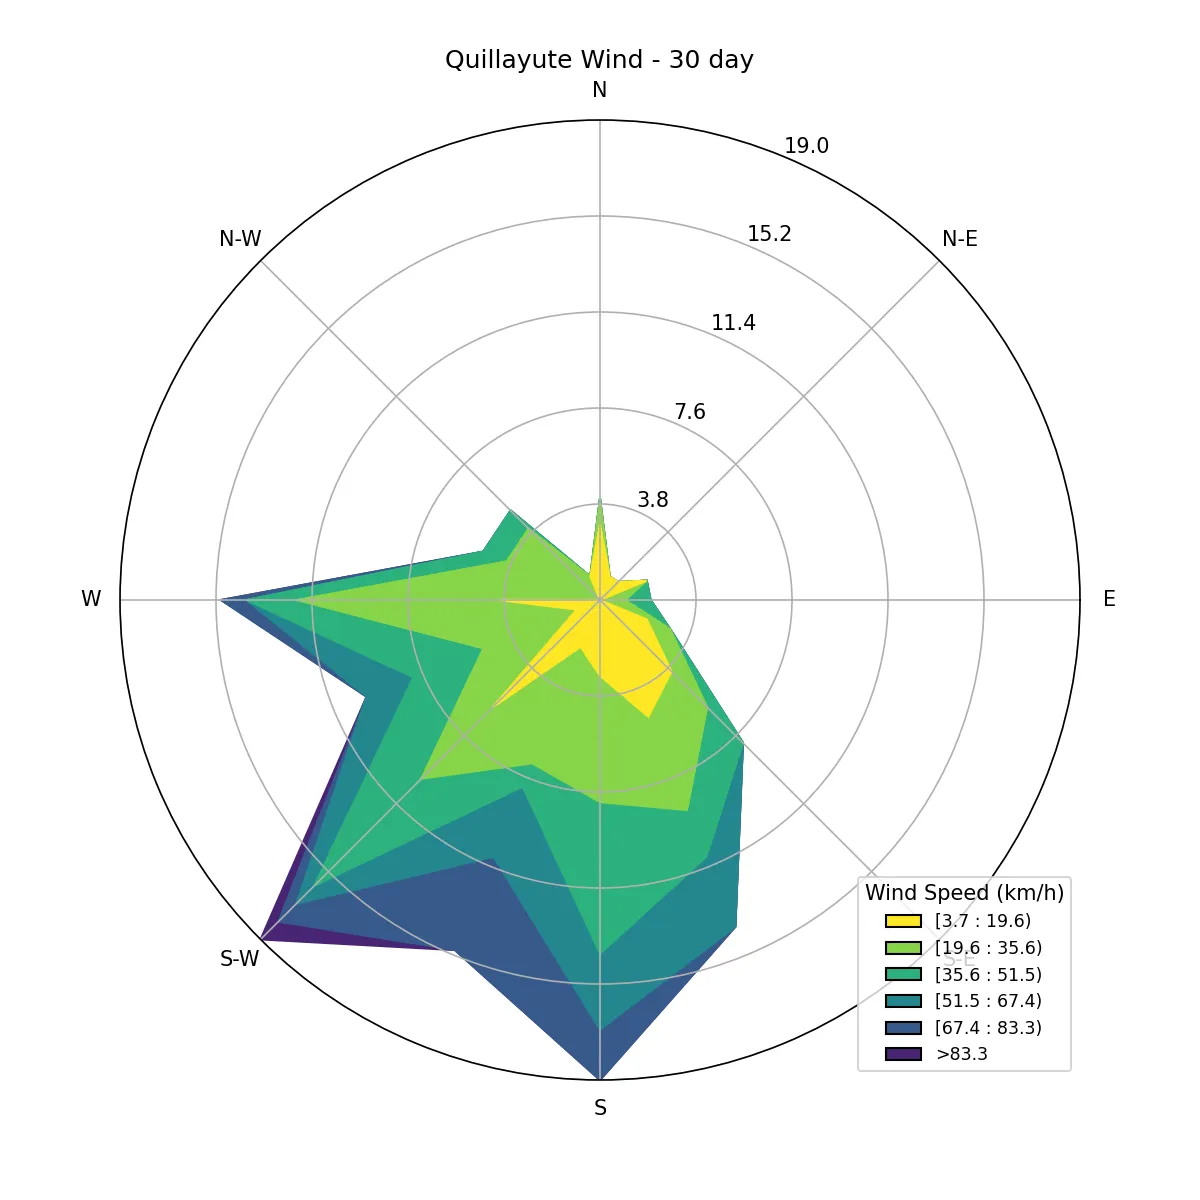 Quillayute Wind - 30 day
N
19.0
15.2
N-W
N-E
11.4
7.6
3.8
W
E
Wind Speed (km/h)
[3.7 : 19.6)
[19.6 : 35.6)
S-W
S-E
[35.6 : 51.5)
[51.5 : 67.4)
[67.4 : 83.3)
>83.3
S